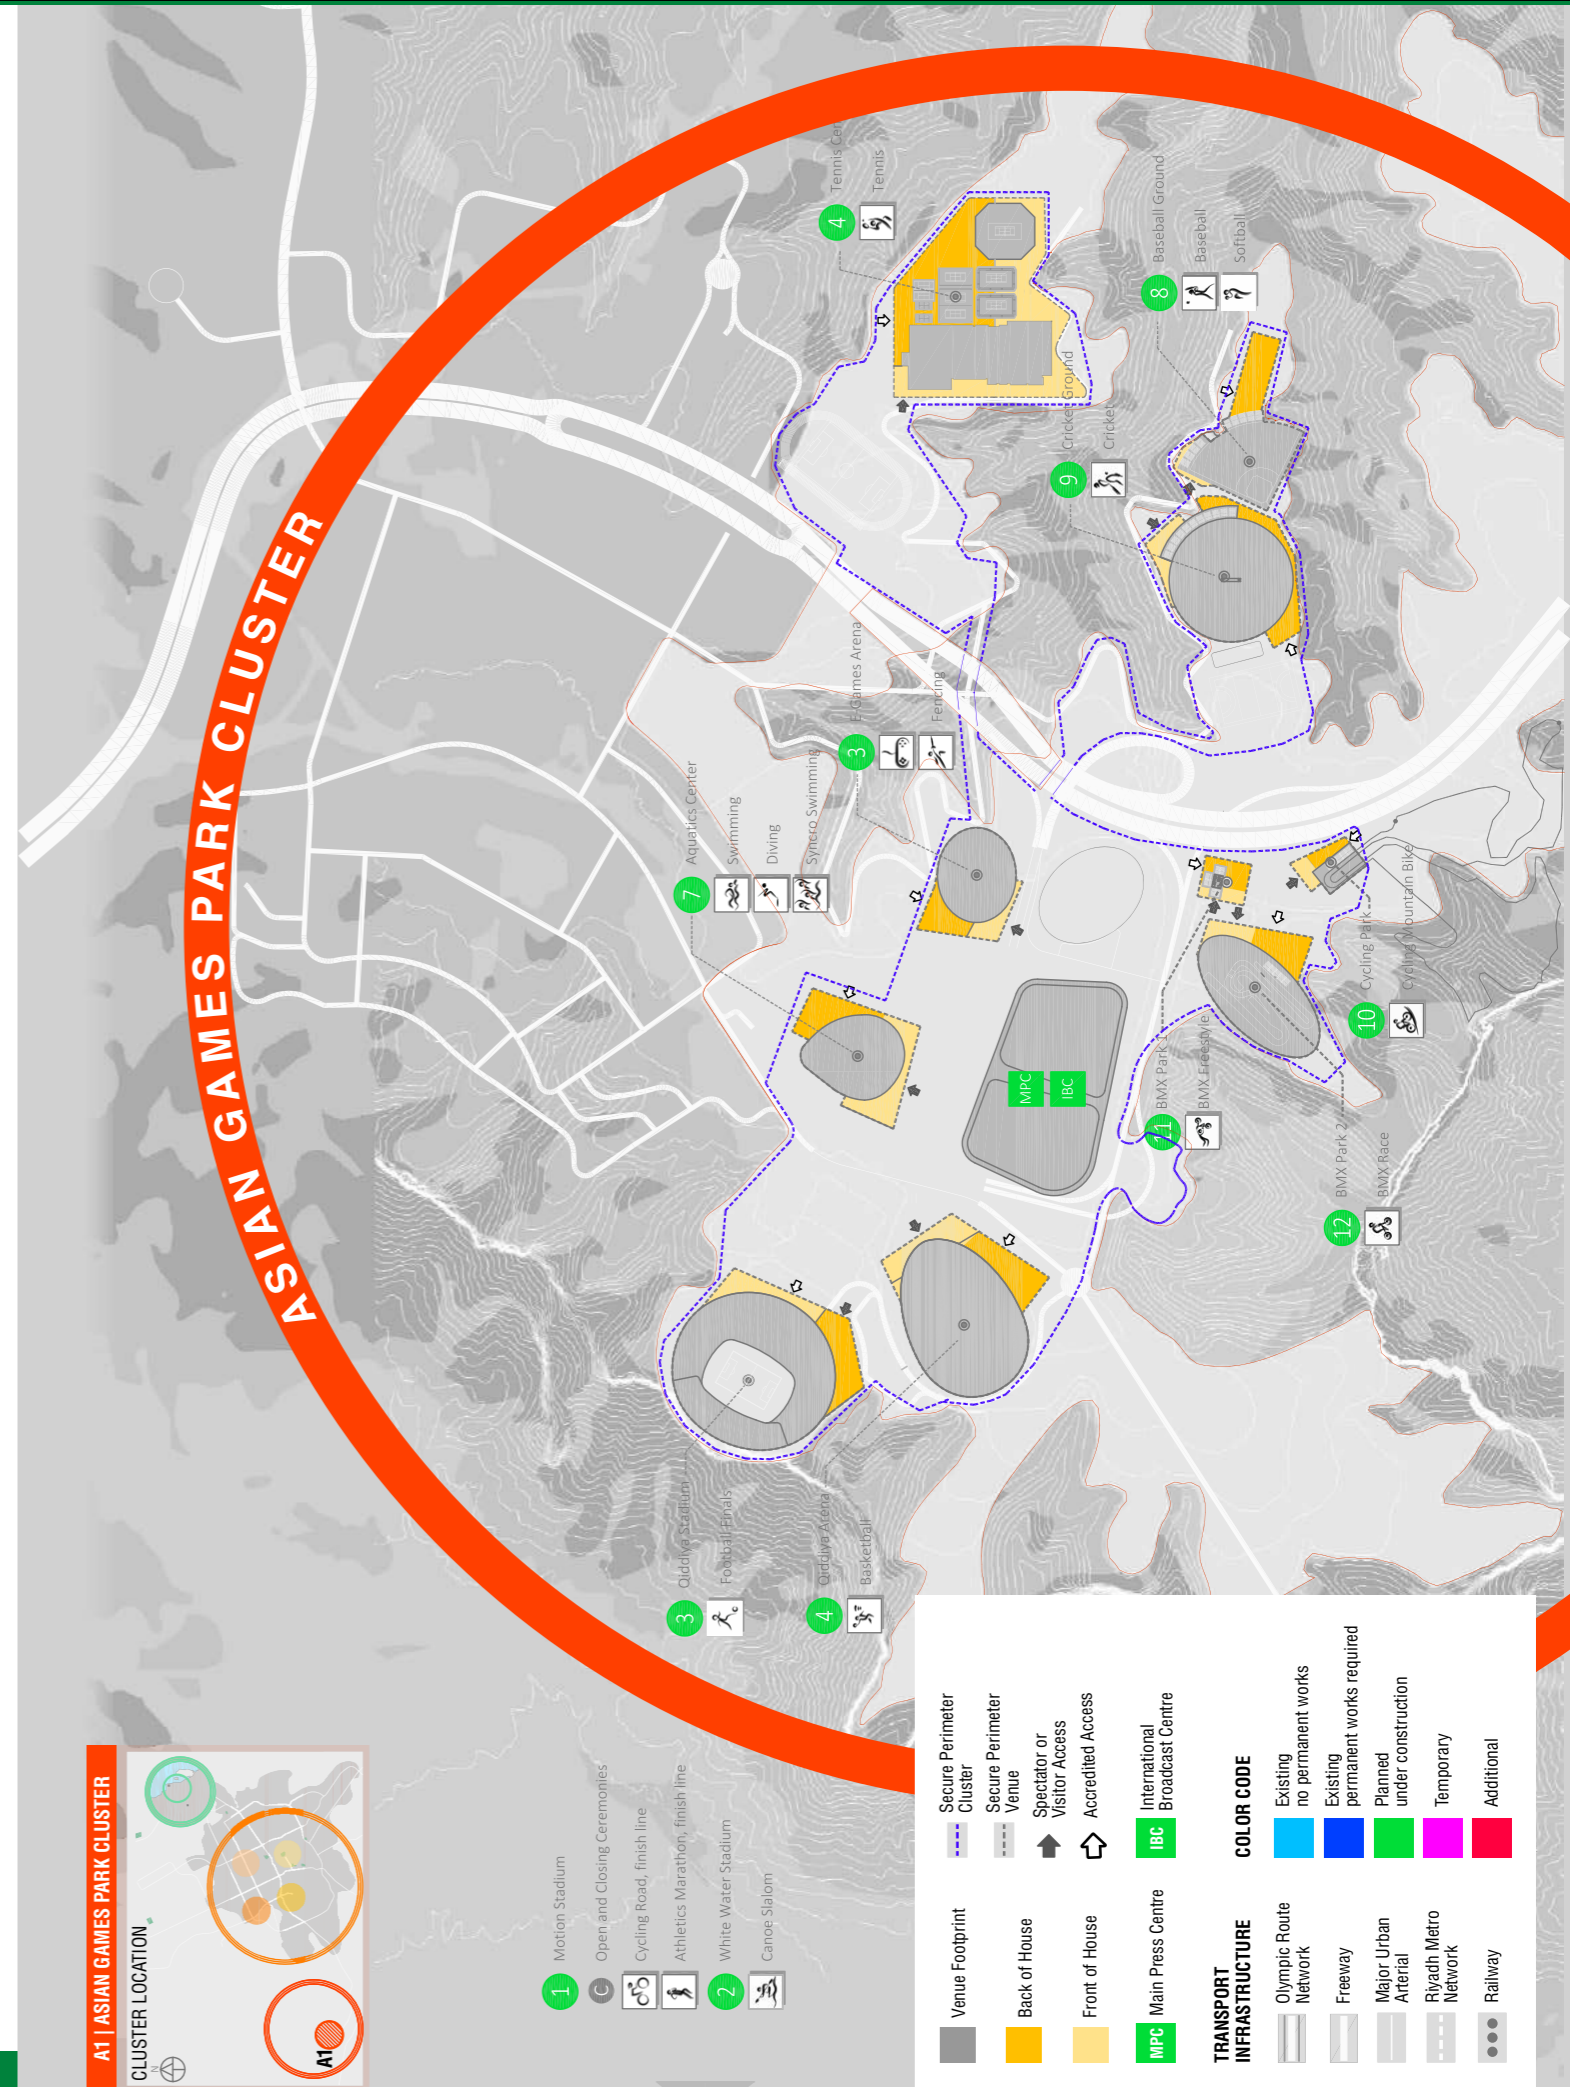 A1 | ASIAN GAMES PARK CLUSTER
CLUSTER LOCATION
N
A1
ASIAN GAMES PARK CLUSTER
1
Motion Stadium
C
Open and Closing Ceremonies
Cycling Road, finish line
Athletics Marathon, finish line
2
White Water Stadium
Canoe Slalom
3
Qiddiya Stadium
Football Finals
4
Qiddiya Arena
Basketball
7
Aquatics Center
Swimming
Diving
Syncro Swimming
3
E-Games Arena
Fencing
4
Tennis
Tennis
9
Cricket Ground
Cricket
8
Baseball Ground
Baseball
Softball
MPC
IBC
11
BMX Park 1
BMX Freestyle
12
BMX Park 2
BMX Race
10
Cycling Park
Cycling Mountain Bike
Venue Footprint
Back of House
Front of House
MPC
Main Press Centre
Secure Perimeter
Cluster
Secure Perimeter
Venue
Spectator or
Visitor Access
Accredited Access
IBC
International
Broadcast Centre
TRANSPORT
INFRASTRUCTURE
Olympic Route
Network
Freeway
Major Urban
Arterial
Riyadh Metro
Network
Railway
COLOR CODE
Existing
no permanent works
Existing
permanent works required
Planned
under construction
Temporary
Additional